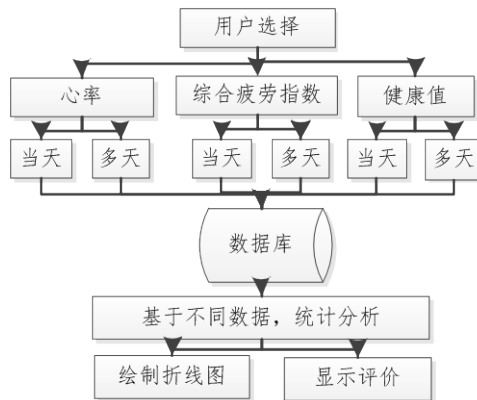 用户选择
心率
综合疲劳指数
健康值
当天
多天
当天
多天
当天
多天
数据库
基于不同数据，统计分析
绘制折线图
显示评价